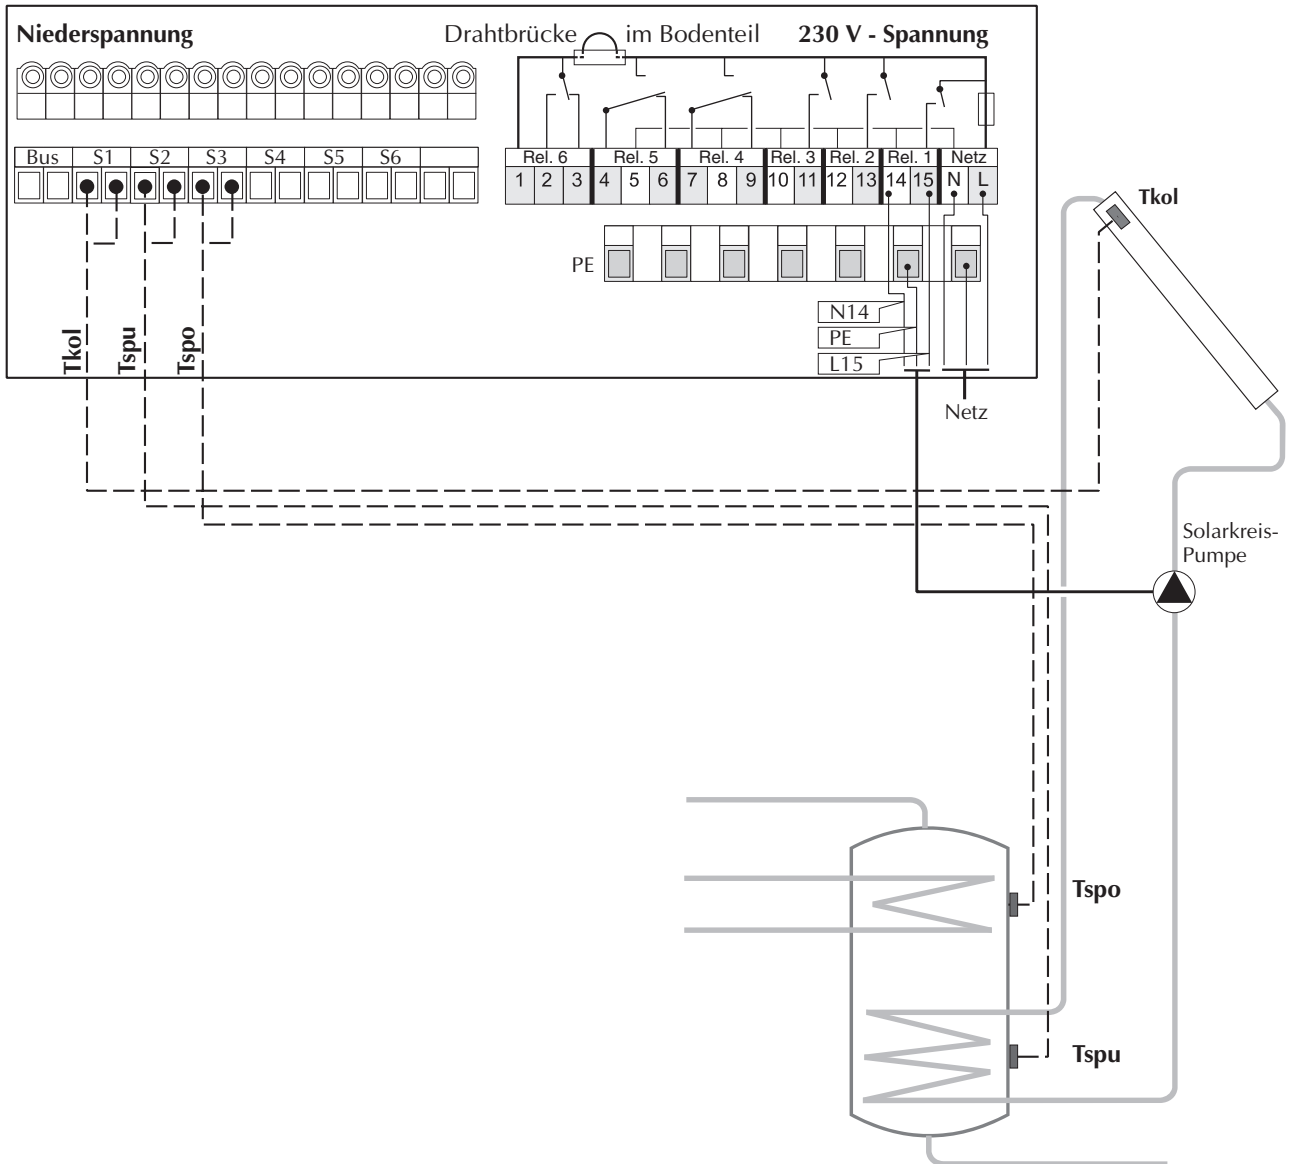 Niederspannung
Drahtbrücke im Bodenteil
230 V - Spannung
Bus S1 S2 S3 S4 S5 S6
Rel. 6 Rel. 5 Rel. 4 Rel. 3 Rel. 2 Rel. 1 Netz
1 2 3 4 5 6 7 8 9 10 11 12 13 14 15 N L
Tkol
PE
N14
PE
L15
Tkol
Tspu
Tspo
Netz
Solarkreis-
Pumpe
Tspo
Tspu